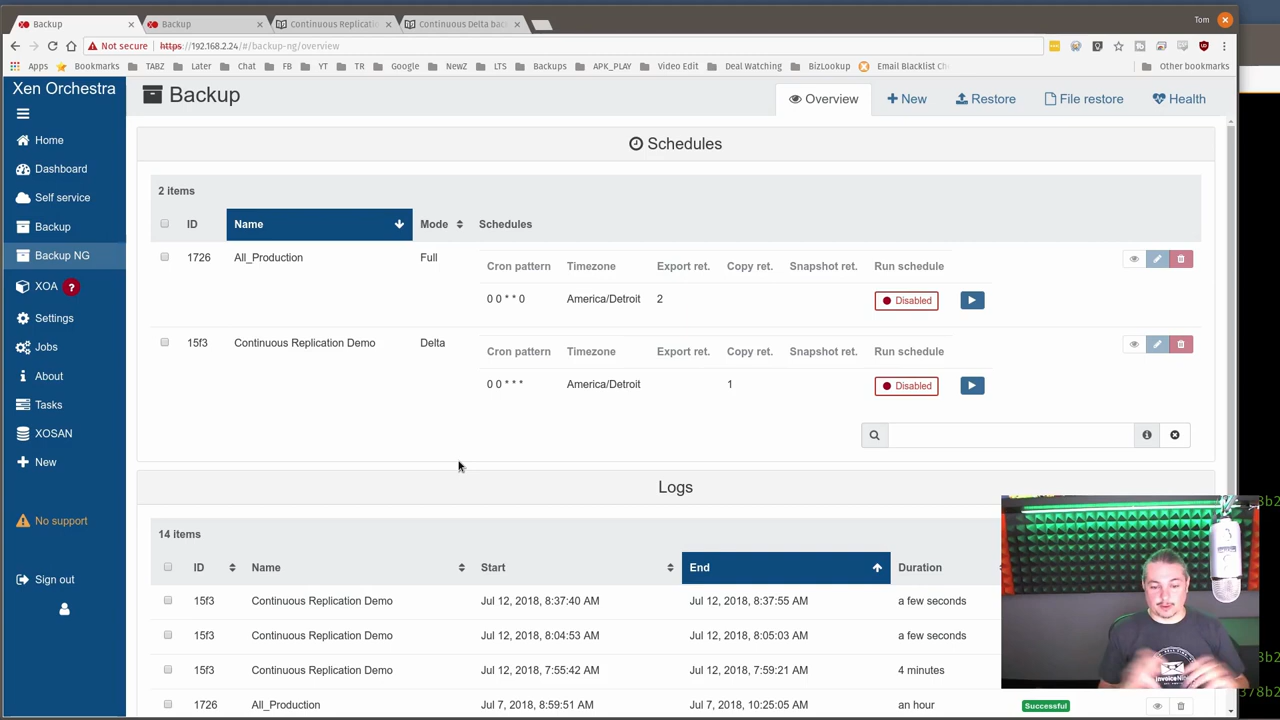 Backup
Backup
Continuous Replicatio
Continuous Delta bac
Tom
Not secure
https://192.168.2.24/#/backup-ng/overview
Apps
Bookmarks
TABZ
Later
Chat
FB
YT
TR
Google
NewZ
LTS
Backups
APK_PLAY
Video Edit
Deal Watching
BizLookup
Email Blacklist Che
Other bookmarks
Xen Orchestra
Home
Dashboard
Self service
Backup
Backup NG
XOA ?
Settings
Jobs
About
Tasks
XOSAN
New
No support
Sign out
Backup
Overview
New
Restore
File restore
Health
Schedules
2 items
ID Name Mode Schedules
1726 All_Production Full
Cron pattern Timezone Export ret. Copy ret. Snapshot ret. Run schedule
0 0 * * 0 America/Detroit 2 Disabled
15f3 Continuous Replication Demo Delta
Cron pattern Timezone Export ret. Copy ret. Snapshot ret. Run schedule
0 0 * * * America/Detroit 1 Disabled
Logs
14 items
ID Name Start End Duration
15f3 Continuous Replication Demo Jul 12, 2018, 8:37:40 AM Jul 12, 2018, 8:37:55 AM a few seconds
15f3 Continuous Replication Demo Jul 12, 2018, 8:04:53 AM Jul 12, 2018, 8:05:03 AM a few seconds
15f3 Continuous Replication Demo Jul 12, 2018, 7:55:42 AM Jul 12, 2018, 7:59:21 AM 4 minutes
1726 All_Production Jul 7, 2018, 8:59:51 AM Jul 7, 2018, 10:25:05 AM an hour Successful